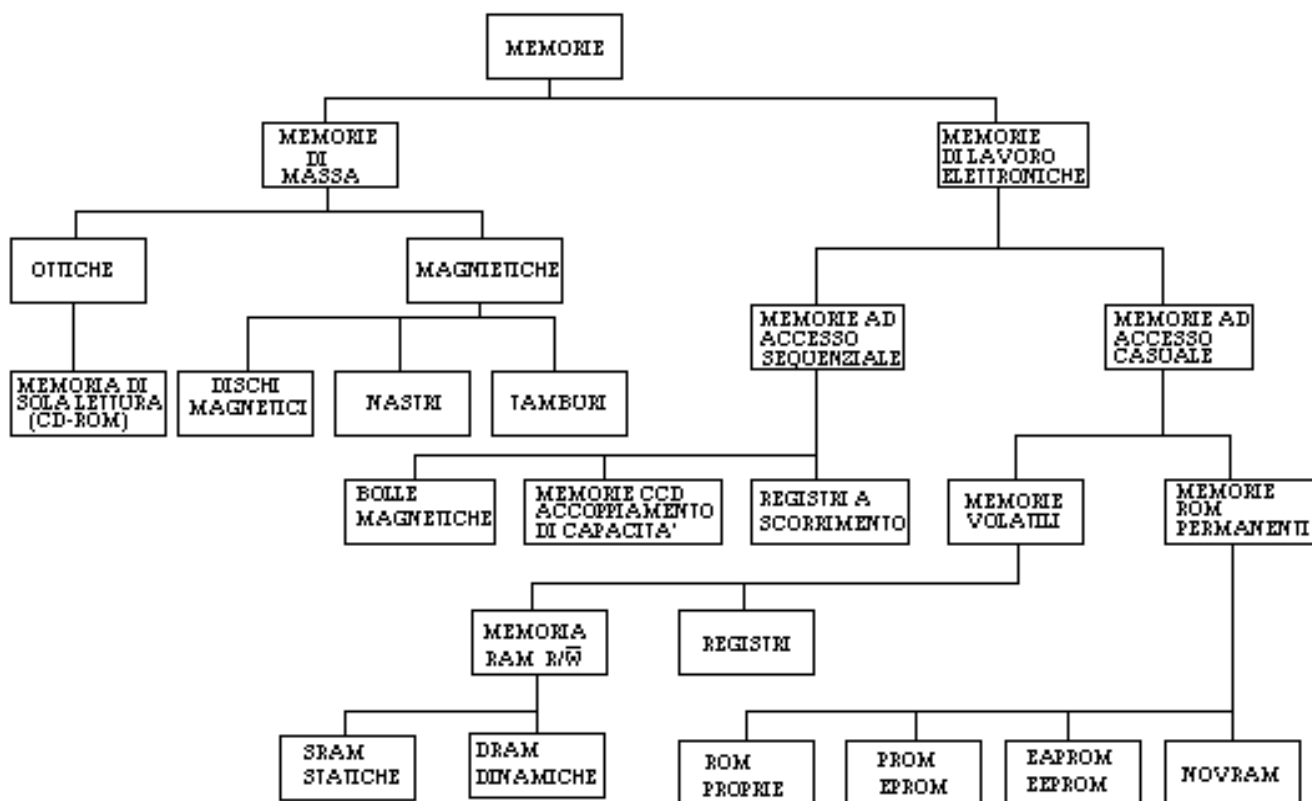 MEMORIE
MEMORIE
DI
MASSA
MEMORIE
DI LAVORO
ELETTRONICHE
OTTICHE
MAGNIETICHE
MEMORIE AD
ACCESSO
SEQUENZIALE
MEMORIE AD
ACCESSO
CASUALE
MEMORIA DI
SOLA LETTURA
(CD-ROM)
DISCHI
MAGNETICI
NASTRI
TAMBURI
BOLLE
MAGNETICHE
MEMORIE CCD
ACCOPPIAMENTO
DI CAPACITA'
REGISTRI A
SCORRIMENTO
MEMORIE
VOLATILI
MEMORIE
ROM
PERMANENTI
MEMORIA
RAM R/W̅
REGISTRI
SRAM
STATICHE
DRAM
DINAMICHE
ROM
PROPRIE
PROM
EPROM
EAPROM
EEPROM
NOVRAM